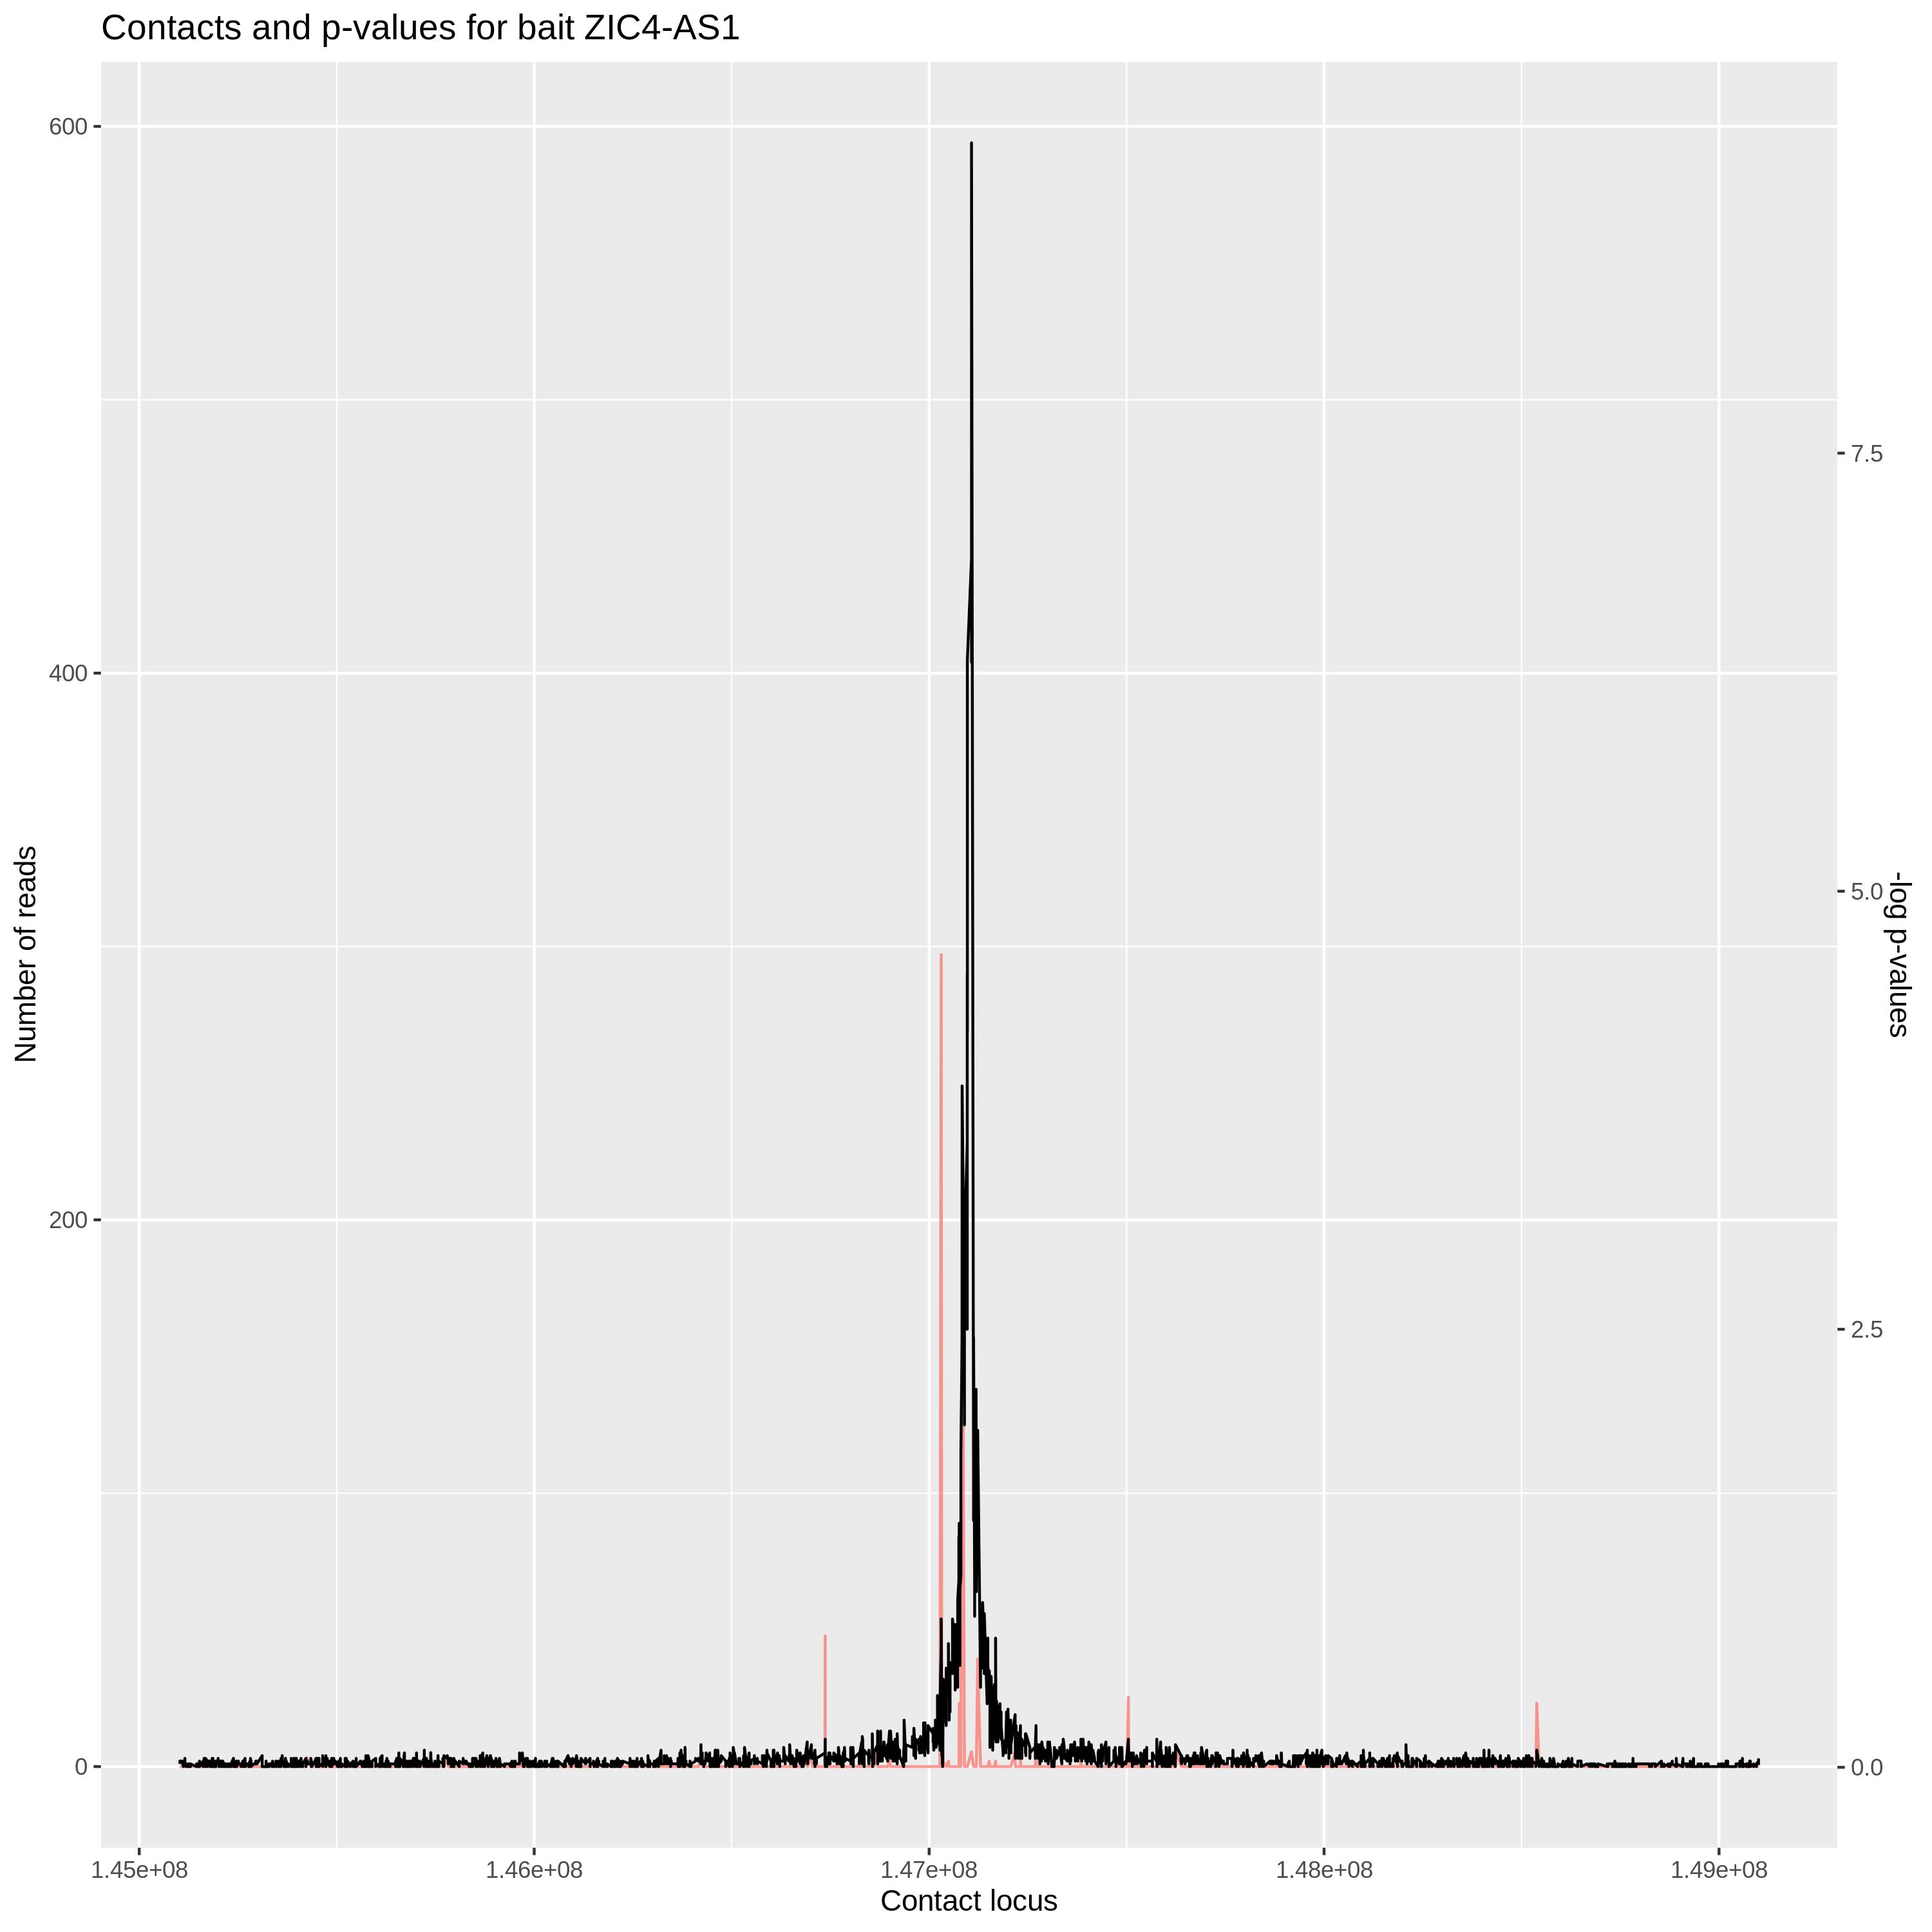 Contacts and p-values for bait ZIC4-AS1
600
400
200
0
Number of reads
7.5
5.0
2.5
0.0
-log p-values
1.45e+08
1.46e+08
1.47e+08
1.48e+08
1.49e+08
Contact locus